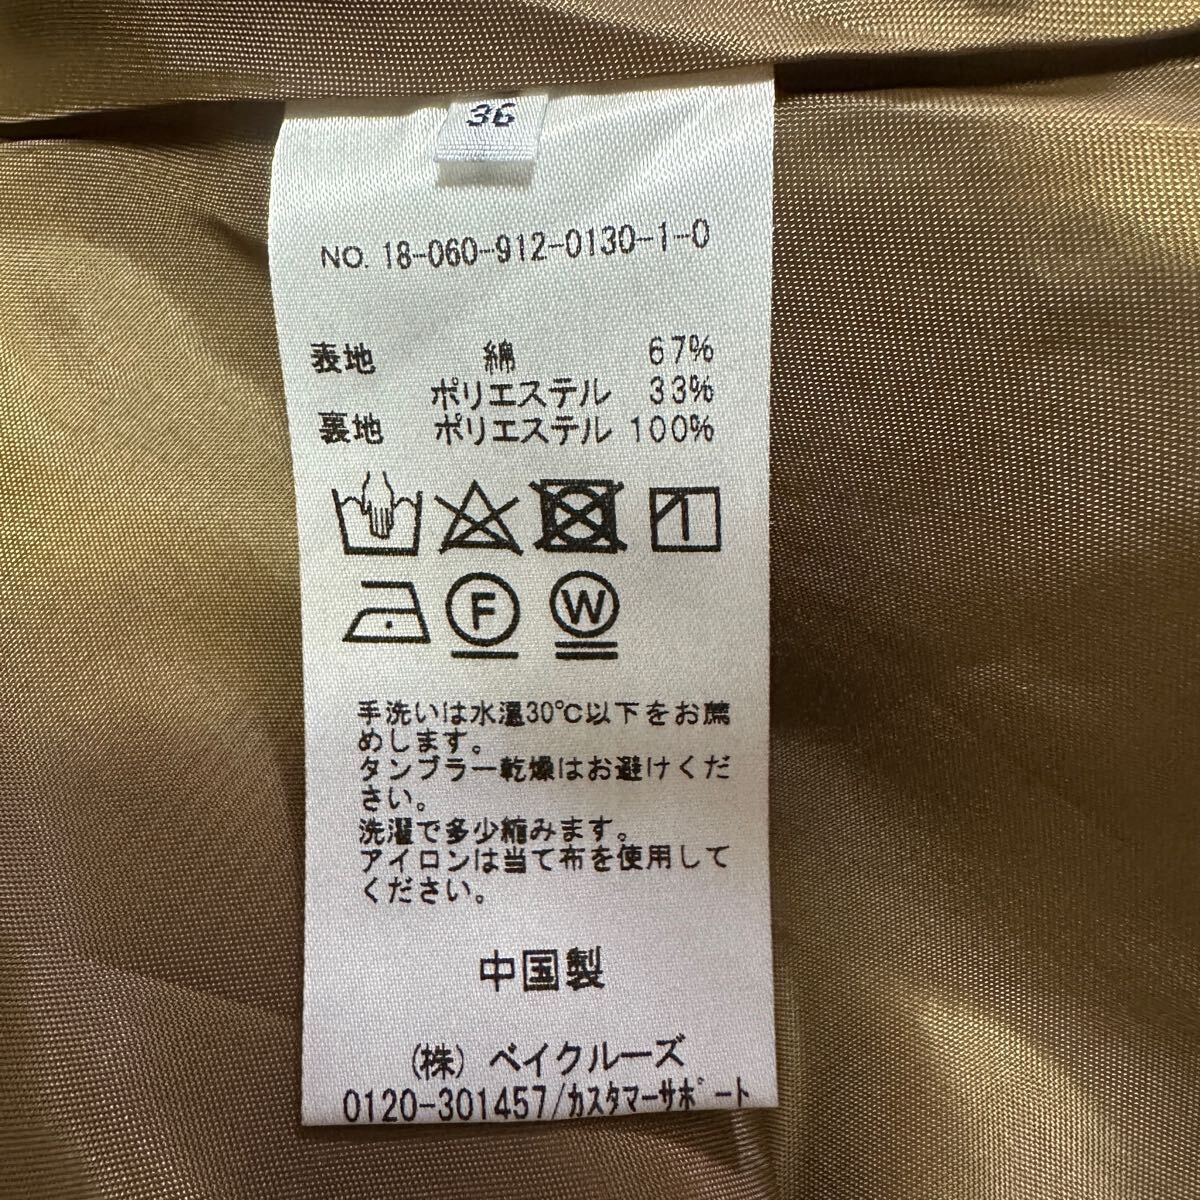 36
NO. 18-060-912-0130-1-0
表地 綿 67%
ポリエステル 33%
裏地 ポリエステル 100%
F W
手洗いは水温30℃以下をお薦
めします。
タンブラー乾燥はお避けくだ
さい。
洗濯で多少縮みます。
アイロンは当て布を使用して
ください。
中国製
(株) ベイクルーズ
0120-301457/カスタマーサポート